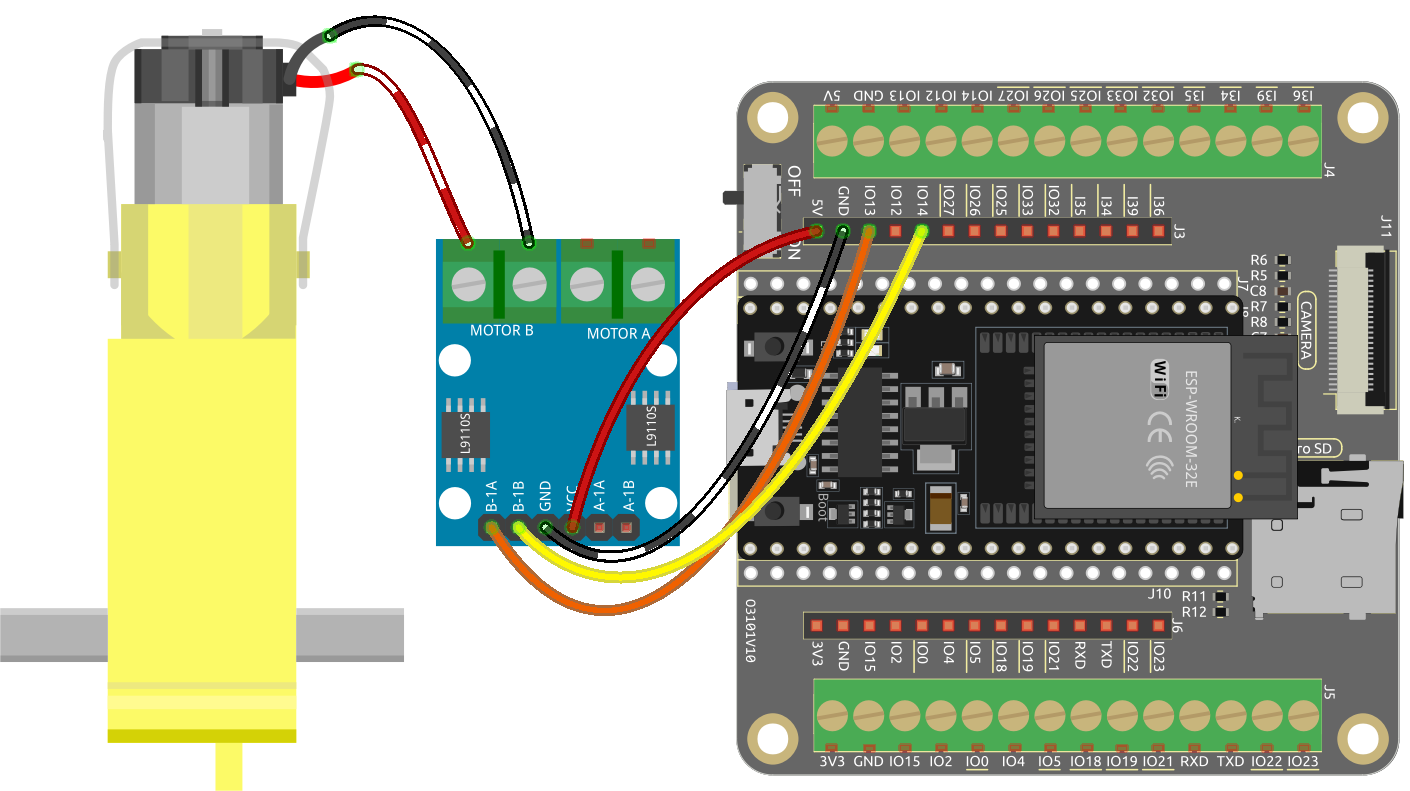 5V GND IO13 IO12 IO14 IO27 IO26 IO25 IO33 IO32 I35 I34 I39 I36
J4
OFF
ON
5V GND IO13 IO12 IO14 IO27 IO26 IO25 IO33 IO32 I35 I34 I39 I36
J3
J11
J7
R6
R5
C8
R7
R8
CAMERA
MOTOR B
MOTOR A
L9110S
L9110S
B-1A B-1B GND VCC A-1A A-1B
WiFi
CE
ESP-WROOM-32E
K.
Boot
ro SD
J10
R11
R12
O3101V10
J6
3V3 GND IO15 IO2 IO0 IO4 IO5 IO18 IO19 IO21 RXD TXD IO22 IO23
J5
3V3 GND IO15 IO2 IO0 IO4 IO5 IO18 IO19 IO21 RXD TXD IO22 IO23